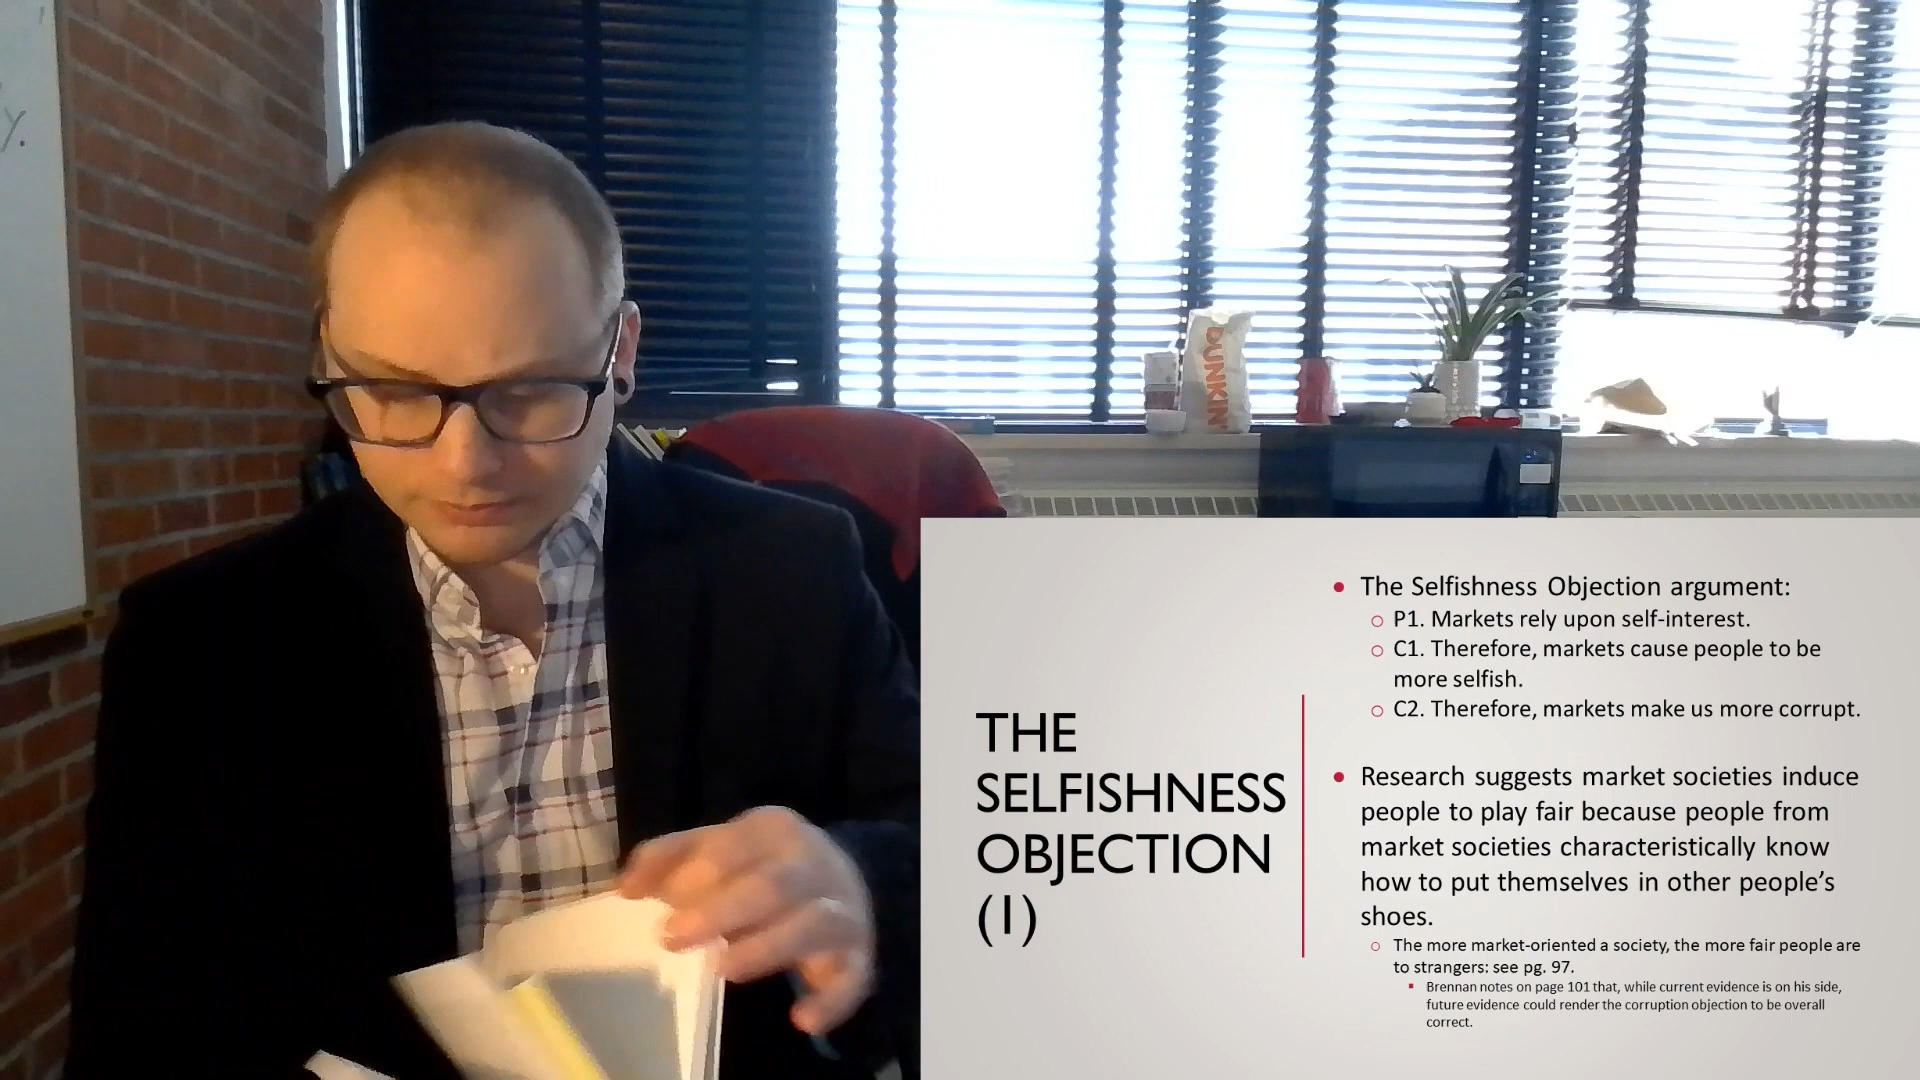 y.
DUNKIN'
THE
SELFISHNESS
OBJECTION
(1)
• The Selfishness Objection argument:
○ P1. Markets rely upon self-interest.
○ C1. Therefore, markets cause people to be
more selfish.
○ C2. Therefore, markets make us more corrupt.
• Research suggests market societies induce
people to play fair because people from
market societies characteristically know
how to put themselves in other people's
shoes.
○ The more market-oriented a society, the more fair people are
to strangers: see pg. 97.
▪ Brennan notes on page 101 that, while current evidence is on his side,
future evidence could render the corruption objection to be overall
correct.